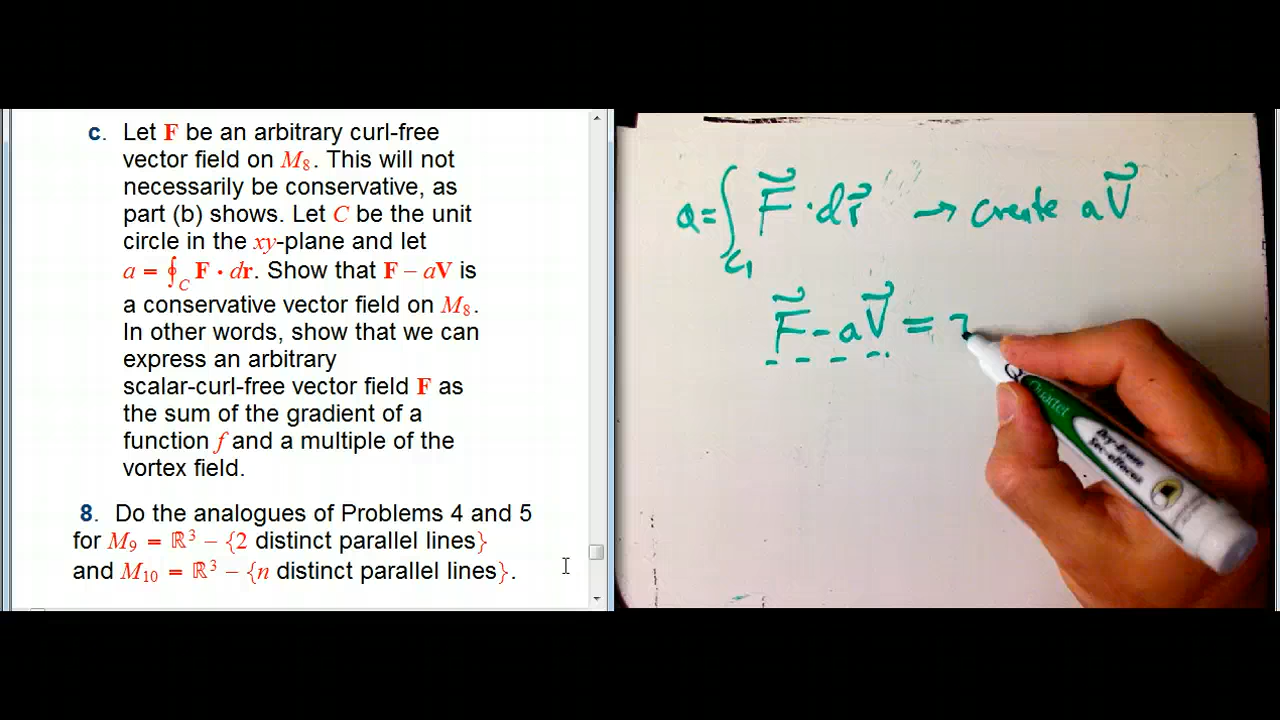 c. Let F be an arbitrary curl-free
vector field on M₈. This will not
necessarily be conservative, as
part (b) shows. Let C be the unit
circle in the xy-plane and let
a = ∮_C F • dr. Show that F − aV is
a conservative vector field on M₈.
In other words, show that we can
express an arbitrary
scalar-curl-free vector field F as
the sum of the gradient of a
function f and a multiple of the
vortex field.
8. Do the analogues of Problems 4 and 5
for M₉ = ℝ³ − {2 distinct parallel lines}
and M₁₀ = ℝ³ − {n distinct parallel lines}.
a = ∫_C₁ F⃗ · dr⃗ → create aV⃗
F⃗ − aV⃗ =
Quartet
Dry-Erase